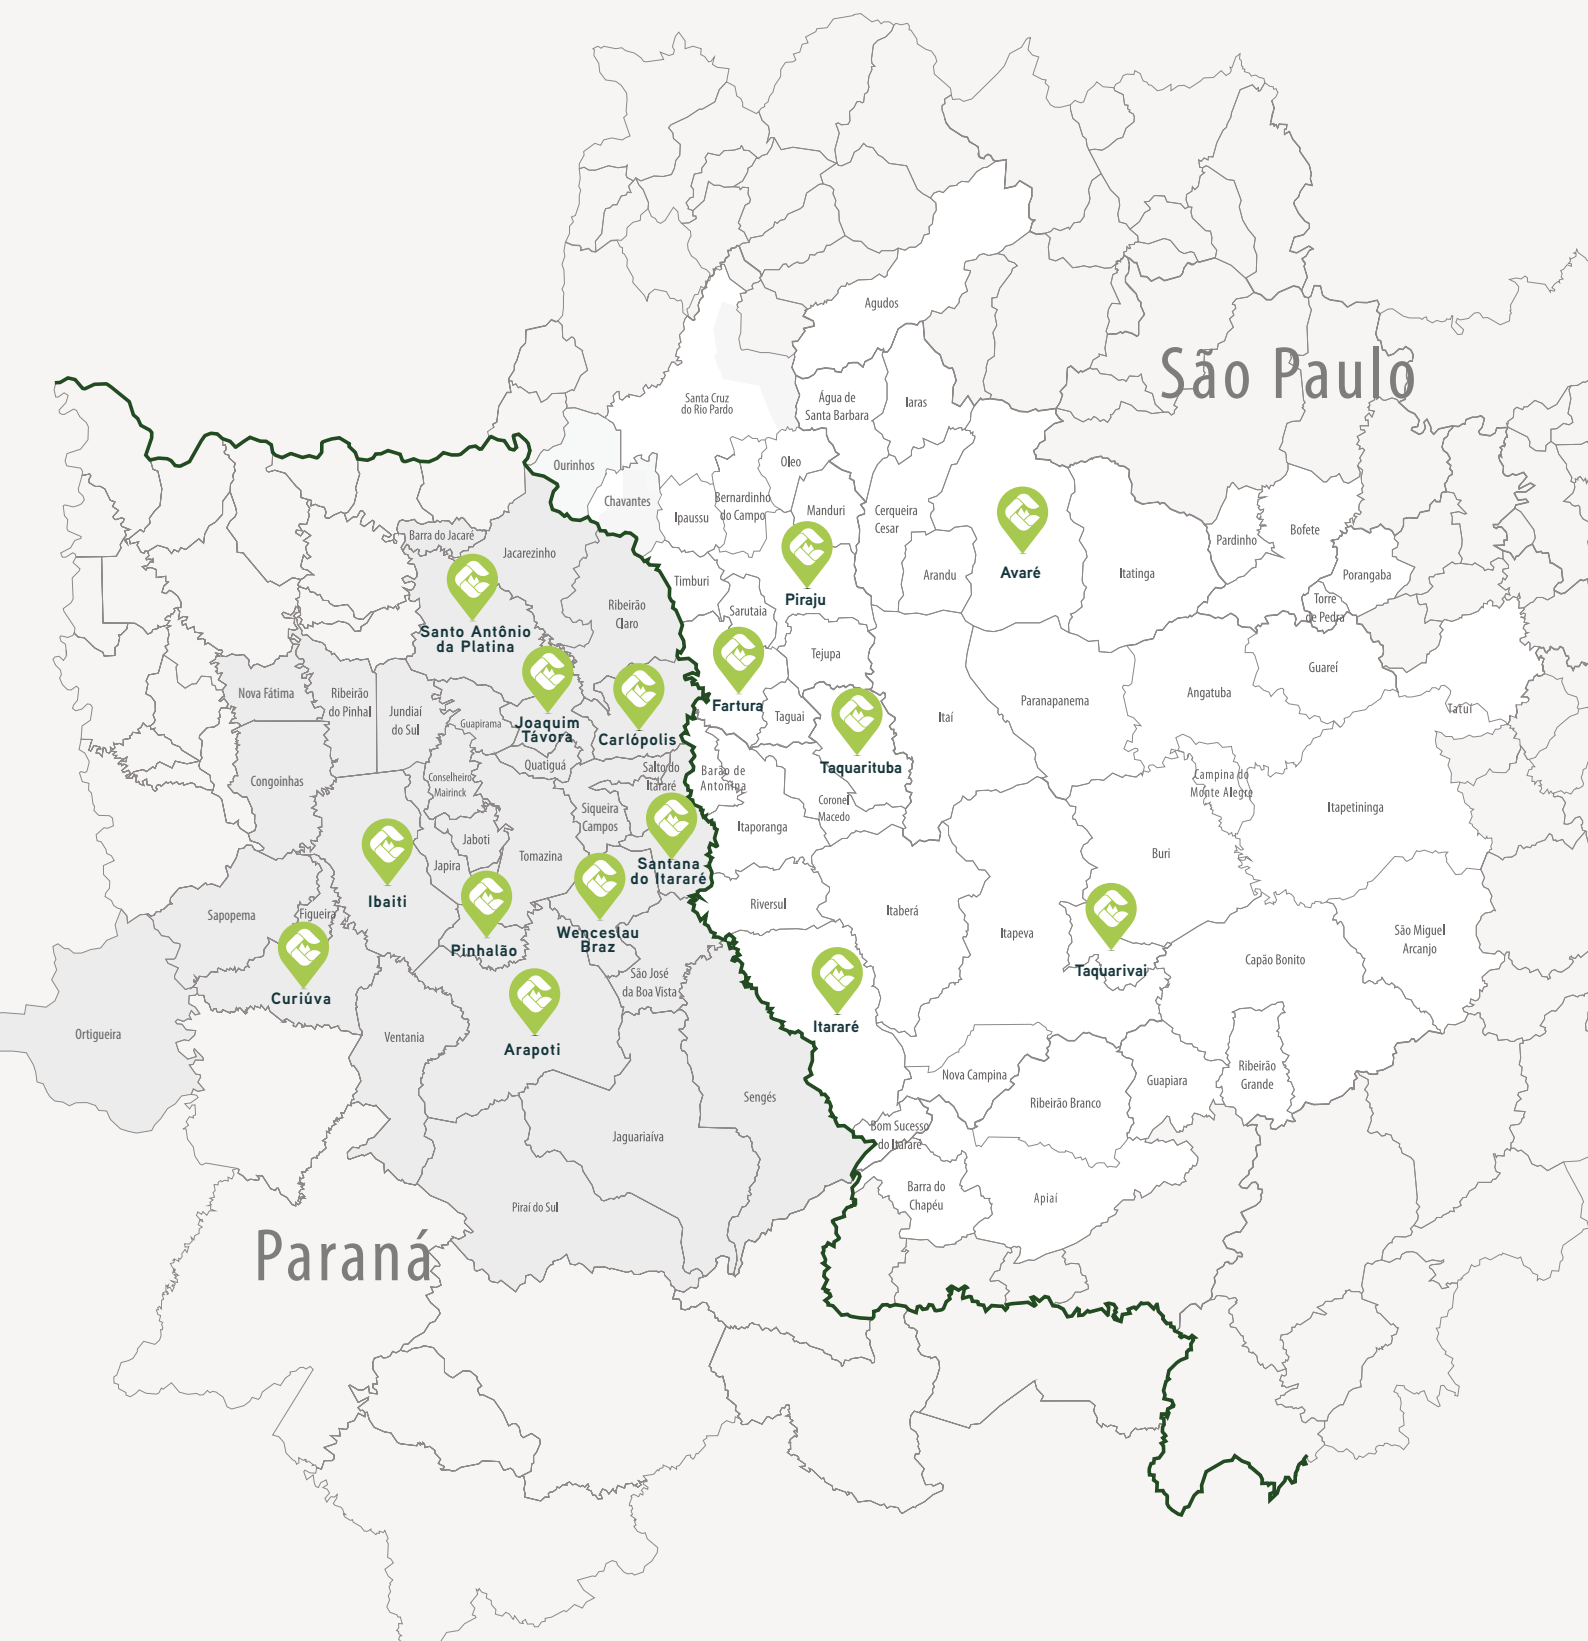 Agudos
São Paulo
Santa Cruz
do Rio Pardo
Água de
Santa Barbara
Iaras
Ourinhos
Oleo
Chavantes
Ipaussu
Bernardinho
do Campo
Manduri
Cerqueira
Cesar
Pardinho
Bofete
Barra do Jacaré
Jacarezinho
Timburi
Piraju
Arandu
Avaré
Itatinga
Porangaba
Torre
de Pedra
Ribeirão
Claro
Sarutaia
Santo Antônio
da Platina
Tejupa
Guareí
Nova Fátima
Ribeirão
do Pinhal
Jundiaí
do Sul
Guapirama
Joaquim
Távora
Carlópolis
Fartura
Taguai
Itaí
Paranapanema
Angatuba
Tatuí
Quatiguá
Salto do
Itararé
Barão de
Antonina
Taquarituba
Congoinhas
Conselheiro
Mairinck
Campina do
Monte Alegre
Siqueira
Campos
Coronel
Macedo
Itapetininga
Itaporanga
Jaboti
Tomazina
Japira
Buri
Santana
do Itararé
Ibaiti
Riversul
Itaberá
Sapopema
Figueira
Pinhalão
Wenceslau
Braz
Itapeva
São Miguel
Arcanjo
Capão Bonito
Taquarivai
Curiúva
São José
da Boa Vista
Itararé
Ortigueira
Ventania
Arapoti
Nova Campina
Ribeirão Branco
Guapiara
Ribeirão
Grande
Sengés
Jaguariaíva
Bom Sucesso
do Itararé
Barra do
Chapéu
Apiaí
Piraí do Sul
Paraná